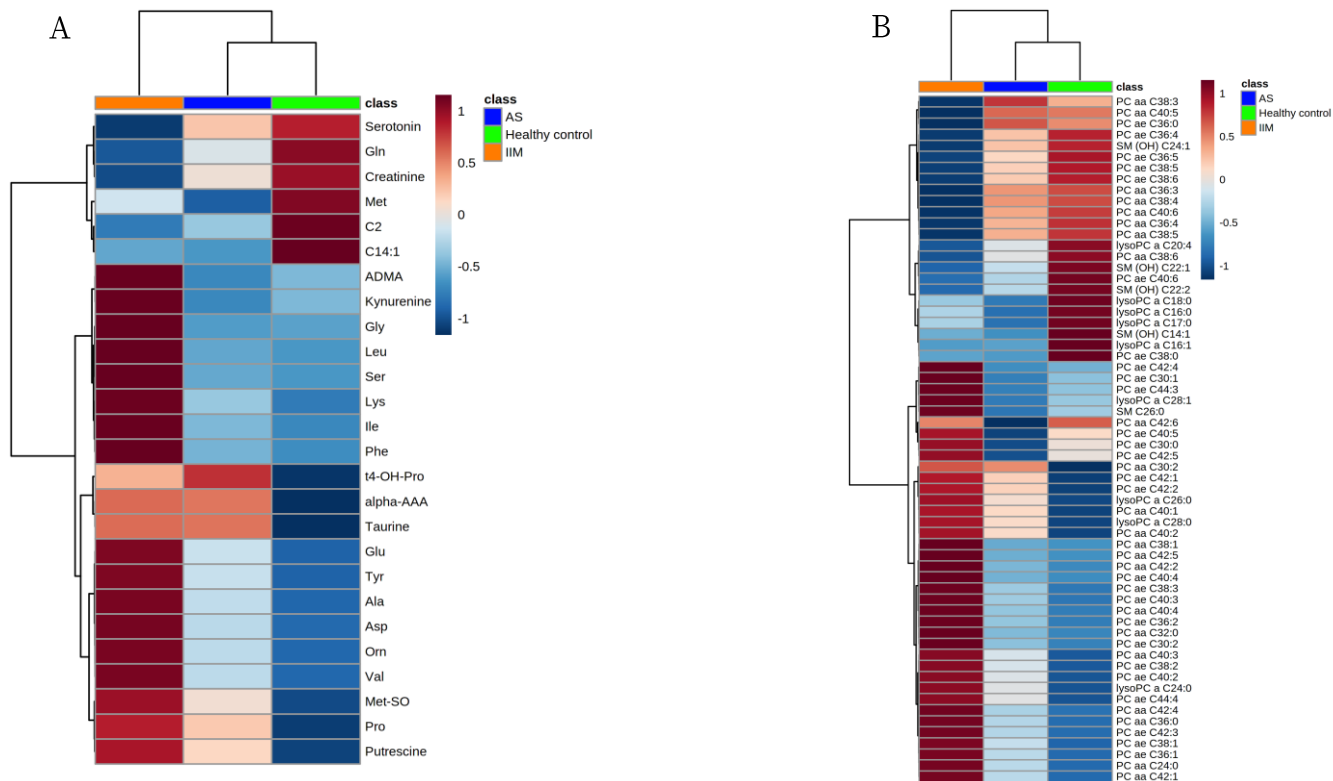 A
class
Serotonin
Gln
Creatinine
Met
C2
C14:1
ADMA
Kynurenine
Gly
Leu
Ser
Lys
Ile
Phe
t4-OH-Pro
alpha-AAA
Taurine
Glu
Tyr
Ala
Asp
Orn
Val
Met-SO
Pro
Putrescine
1
0.5
0
-0.5
-1
class
AS
Healthy control
IIM
B
class
PC aa C38:3
PC aa C40:5
PC ae C36:0
PC ae C36:4
SM (OH) C24:1
PC ae C36:5
PC ae C38:5
PC ae C38:6
PC aa C36:3
PC aa C38:4
PC aa C40:6
PC aa C36:4
PC aa C38:5
lysoPC a C20:4
PC aa C38:6
SM (OH) C22:1
PC ae C40:6
SM (OH) C22:2
lysoPC a C18:0
lysoPC a C16:0
lysoPC a C17:0
SM (OH) C14:1
lysoPC a C16:1
PC ae C38:0
PC ae C42:4
PC ae C30:1
PC ae C44:3
lysoPC a C28:1
SM C26:0
PC aa C42:6
PC ae C40:5
PC ae C30:0
PC ae C42:5
PC aa C30:2
PC ae C42:1
PC ae C42:2
lysoPC a C26:0
PC aa C40:1
lysoPC a C28:0
PC aa C40:2
PC aa C38:1
PC aa C42:5
PC aa C42:2
PC ae C40:4
PC ae C38:3
PC ae C40:3
PC aa C40:4
PC ae C36:2
PC aa C32:0
PC ae C30:2
PC aa C40:3
PC ae C38:2
PC ae C40:2
lysoPC a C24:0
PC ae C44:4
PC aa C42:4
PC aa C36:0
PC ae C42:3
PC ae C38:1
PC ae C36:1
PC aa C24:0
PC aa C42:1
1
0.5
0
-0.5
-1
class
AS
Healthy control
IIM